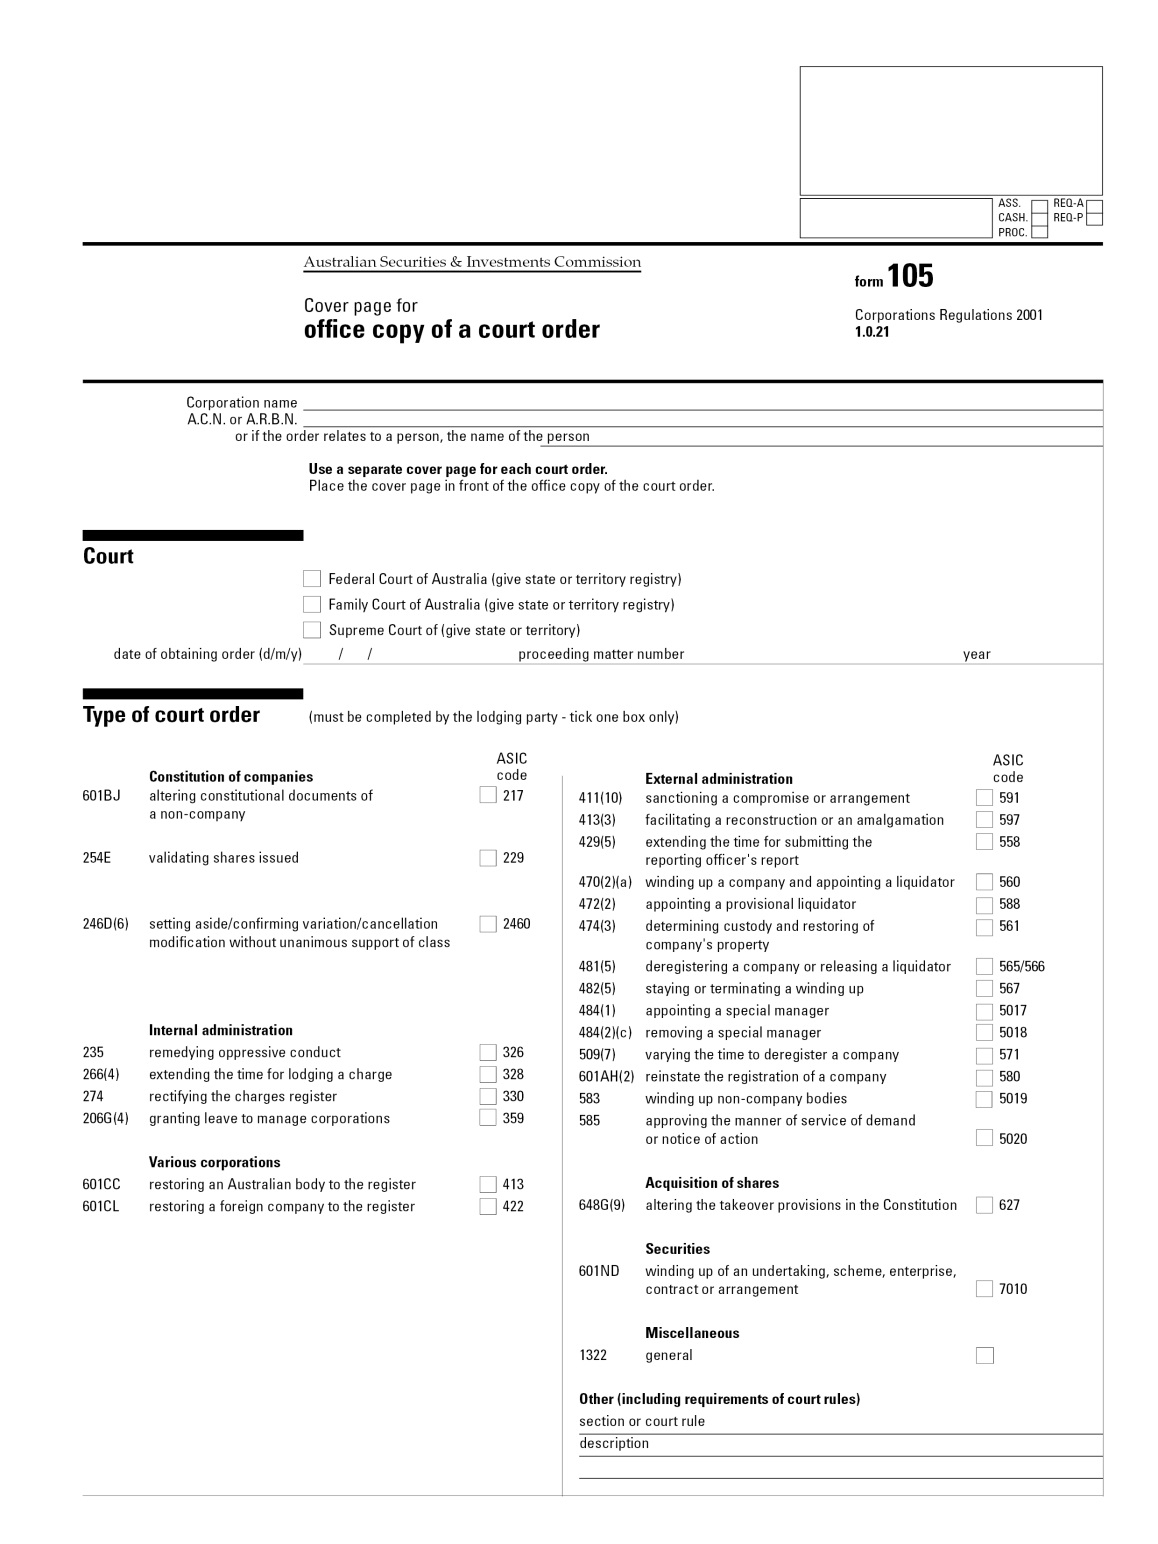 ASS.
REQ-A
CASH.
REQ-P
PROC.
Australian Securities & Investments Commission
form 105
Cover page for
office copy of a court order
Corporations Regulations 2001
1.0.21
Corporation name
A.C.N. or A.R.B.N.
or if the order relates to a person, the name of the person
Use a separate cover page for each court order.
Place the cover page in front of the office copy of the court order.
Court
Federal Court of Australia (give state or territory registry)
Family Court of Australia (give state or territory registry)
Supreme Court of (give state or territory)
date of obtaining order (d/m/y) / / proceeding matter number year
Type of court order (must be completed by the lodging party - tick one box only)
ASIC
code
Constitution of companies
601BJ altering constitutional documents of 217
a non-company
254E validating shares issued 229
246D(6) setting aside/confirming variation/cancellation 2460
modification without unanimous support of class
Internal administration
235 remedying oppressive conduct 326
266(4) extending the time for lodging a charge 328
274 rectifying the charges register 330
206G(4) granting leave to manage corporations 359
Various corporations
601CC restoring an Australian body to the register 413
601CL restoring a foreign company to the register 422
ASIC
code
External administration
411(10) sanctioning a compromise or arrangement 591
413(3) facilitating a reconstruction or an amalgamation 597
429(5) extending the time for submitting the 558
reporting officer's report
470(2)(a) winding up a company and appointing a liquidator 560
472(2) appointing a provisional liquidator 588
474(3) determining custody and restoring of 561
company's property
481(5) deregistering a company or releasing a liquidator 565/566
482(5) staying or terminating a winding up 567
484(1) appointing a special manager 5017
484(2)(c) removing a special manager 5018
509(7) varying the time to deregister a company 571
601AH(2) reinstate the registration of a company 580
583 winding up non-company bodies 5019
585 approving the manner of service of demand
or notice of action 5020
Acquisition of shares
648G(9) altering the takeover provisions in the Constitution 627
Securities
601ND winding up of an undertaking, scheme, enterprise,
contract or arrangement 7010
Miscellaneous
1322 general
Other (including requirements of court rules)
section or court rule
description